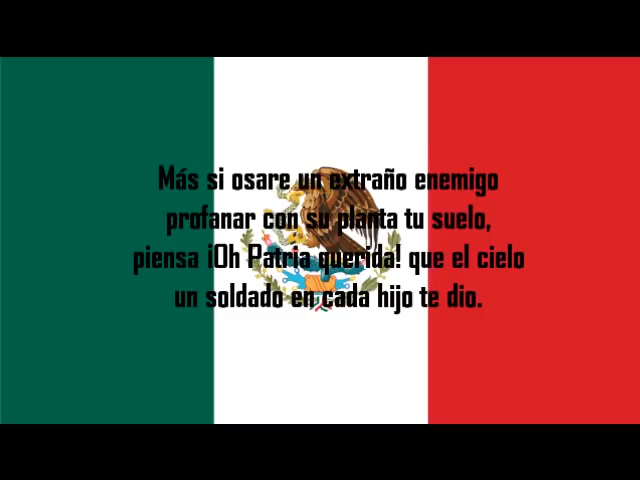 Más si osare un extraño enemigo
profanar con su planta tu suelo,
piensa ¡Oh Patria querida! que el cielo
un soldado en cada hijo te dio.